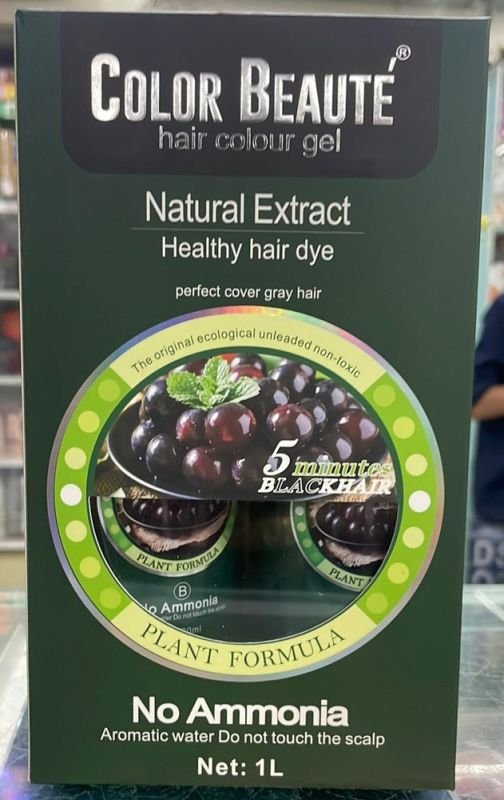 COLOR BEAUTÉ®
hair colour gel
Natural Extract
Healthy hair dye
perfect cover gray hair
The original ecological unleaded non-toxic
5 minutes
BLACKHAIR
PLANT FORMULA
PLANT
B
No Ammonia
PLANT FORMULA
No Ammonia
Aromatic water Do not touch the scalp
Net: 1L